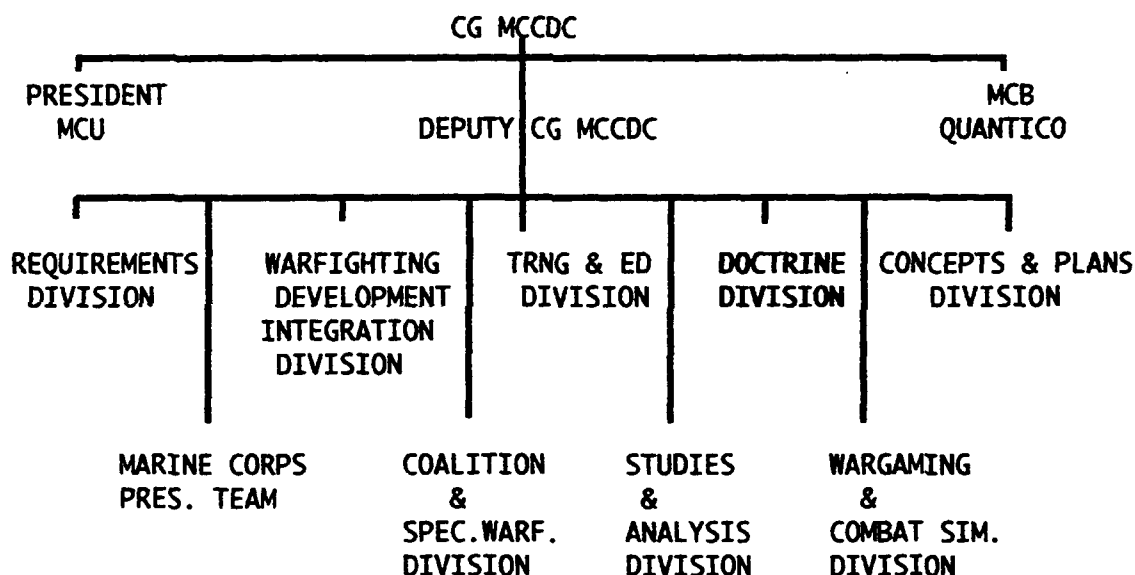 CG MCCDC
PRESIDENT
MCU
MCB
QUANTICO
DEPUTY CG MCCDC
REQUIREMENTS
DIVISION
WARFIGHTING
DEVELOPMENT
INTEGRATION
DIVISION
TRNG & ED
DIVISION
DOCTRINE
DIVISION
CONCEPTS & PLANS
DIVISION
MARINE CORPS
PRES. TEAM
COALITION
&
SPEC.WARF.
DIVISION
STUDIES
&
ANALYSIS
DIVISION
WARGAMING
&
COMBAT SIM.
DIVISION